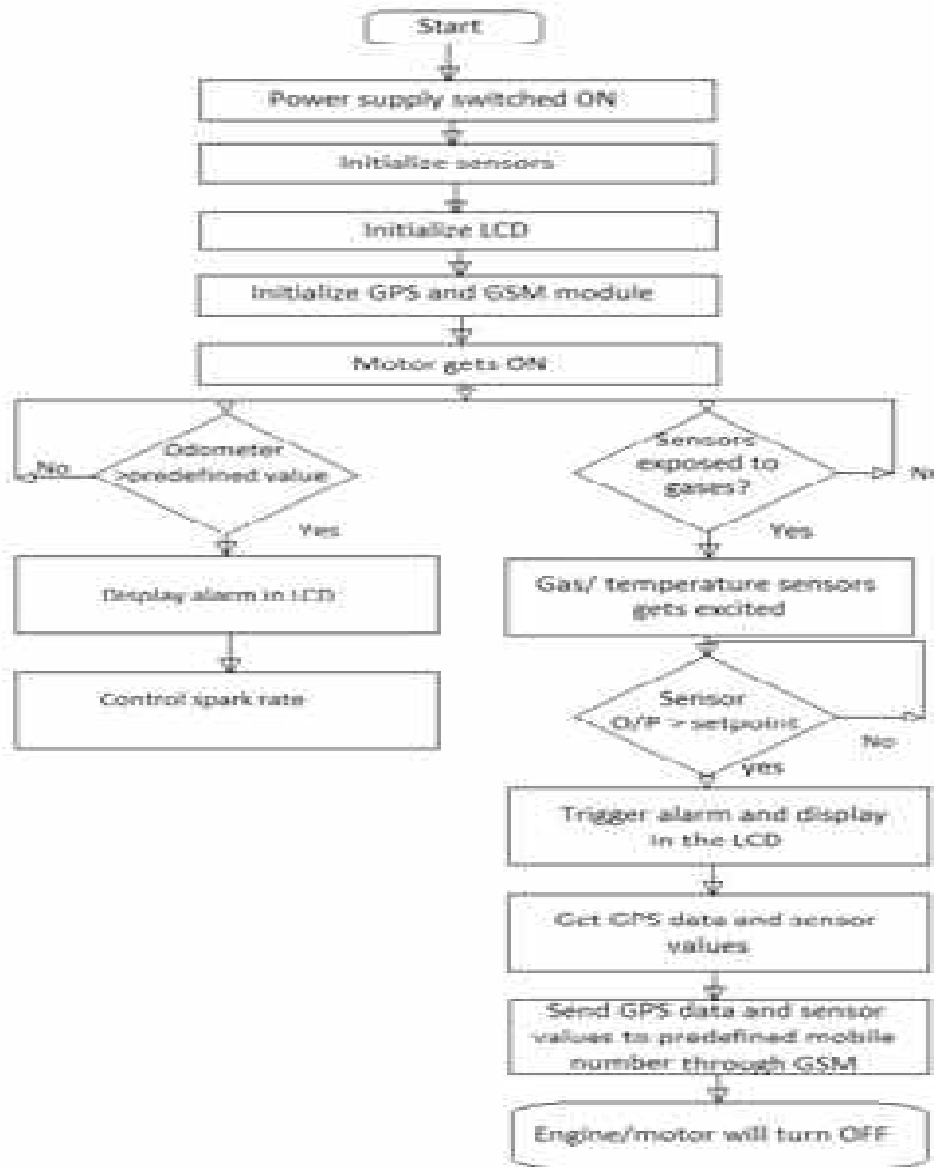 Start
Power supply switched ON
Initialize sensors
Initialize LCD
Initialize GPS and GSM module
Motor gets ON
Odometer
>predefined value
No
Yes
Display alarm in LCD
Control spark rate
Sensors
exposed to
gases?
No
Yes
Gas/ temperature sensors
gets excited
Sensor
O/P > setpoint
No
yes
Trigger alarm and display
in the LCD
Get GPS data and sensor
values
Send GPS data and sensor
values to predefined mobile
number through GSM
Engine/motor will turn OFF